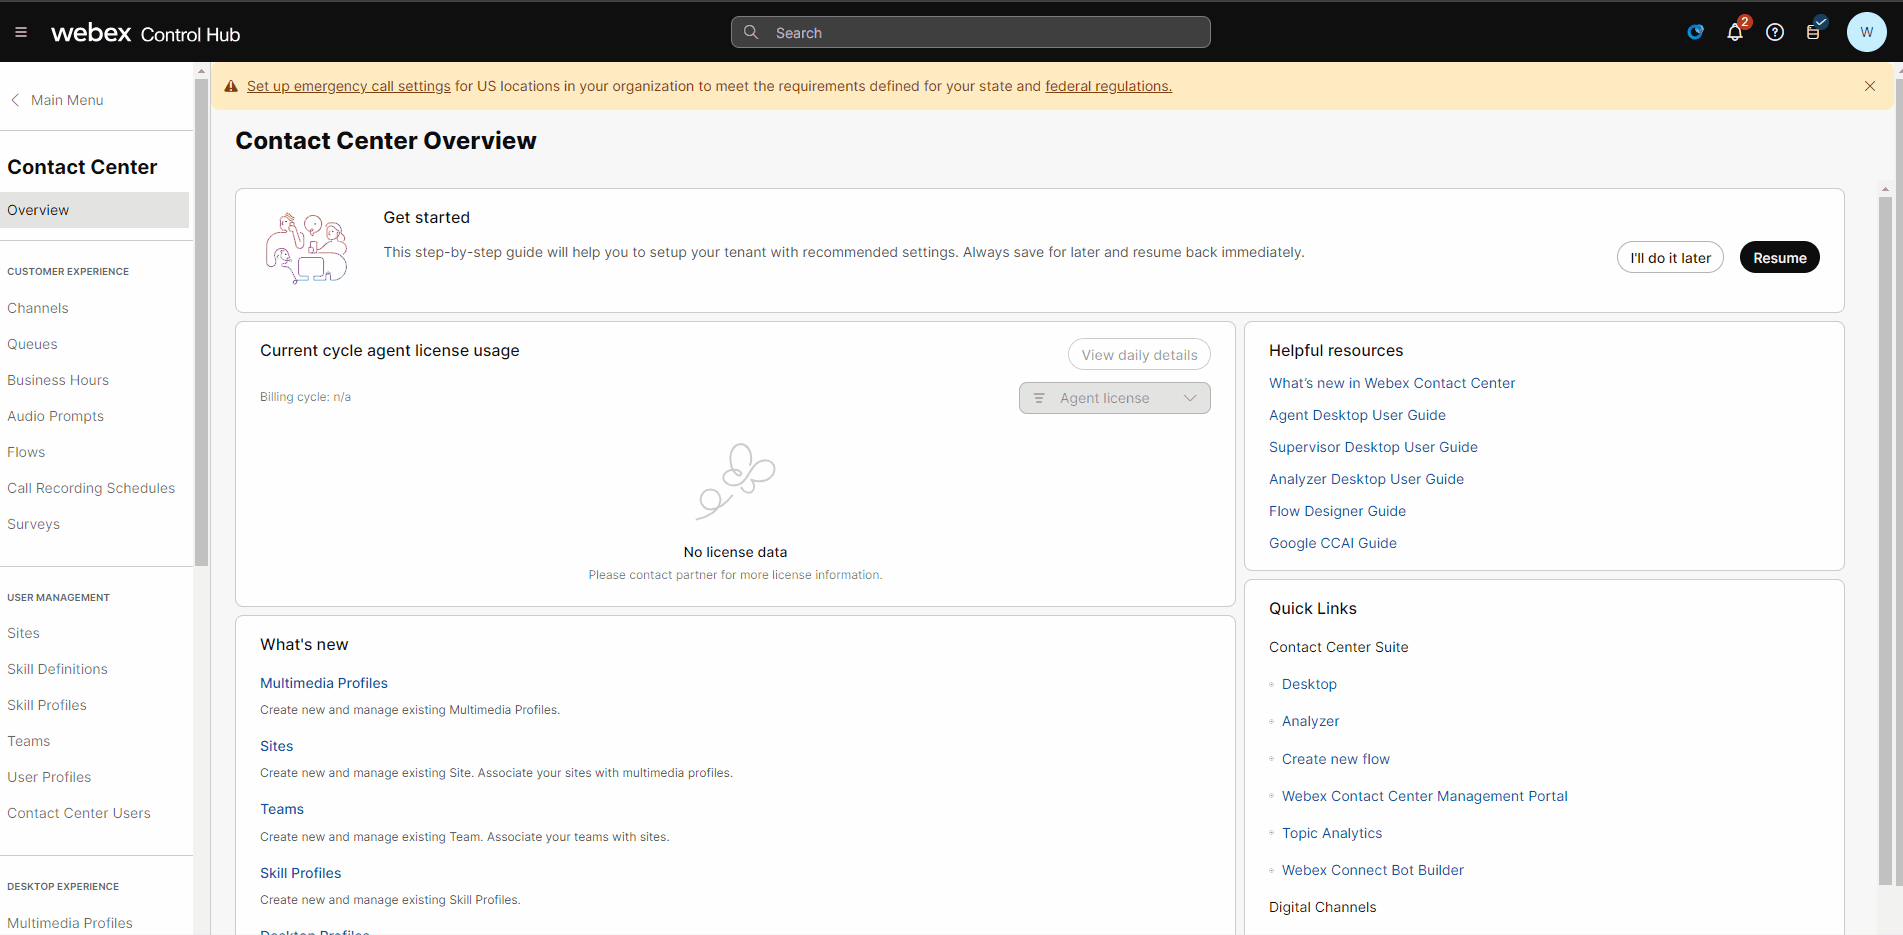 webex Control Hub
Search
2
W
Main Menu
Set up emergency call settings for US locations in your organization to meet the requirements defined for your state and federal regulations.
Contact Center
Overview
CUSTOMER EXPERIENCE
Channels
Queues
Business Hours
Audio Prompts
Flows
Call Recording Schedules
Surveys
USER MANAGEMENT
Sites
Skill Definitions
Skill Profiles
Teams
User Profiles
Contact Center Users
DESKTOP EXPERIENCE
Multimedia Profiles
Contact Center Overview
Get started
This step-by-step guide will help you to setup your tenant with recommended settings. Always save for later and resume back immediately.
I'll do it later
Resume
Current cycle agent license usage
View daily details
Billing cycle: n/a
Agent license
No license data
Please contact partner for more license information.
What's new
Multimedia Profiles
Create new and manage existing Multimedia Profiles.
Sites
Create new and manage existing Site. Associate your sites with multimedia profiles.
Teams
Create new and manage existing Team. Associate your teams with sites.
Skill Profiles
Create new and manage existing Skill Profiles.
Desktop Profiles
Helpful resources
What's new in Webex Contact Center
Agent Desktop User Guide
Supervisor Desktop User Guide
Analyzer Desktop User Guide
Flow Designer Guide
Google CCAI Guide
Quick Links
Contact Center Suite
Desktop
Analyzer
Create new flow
Webex Contact Center Management Portal
Topic Analytics
Webex Connect Bot Builder
Digital Channels